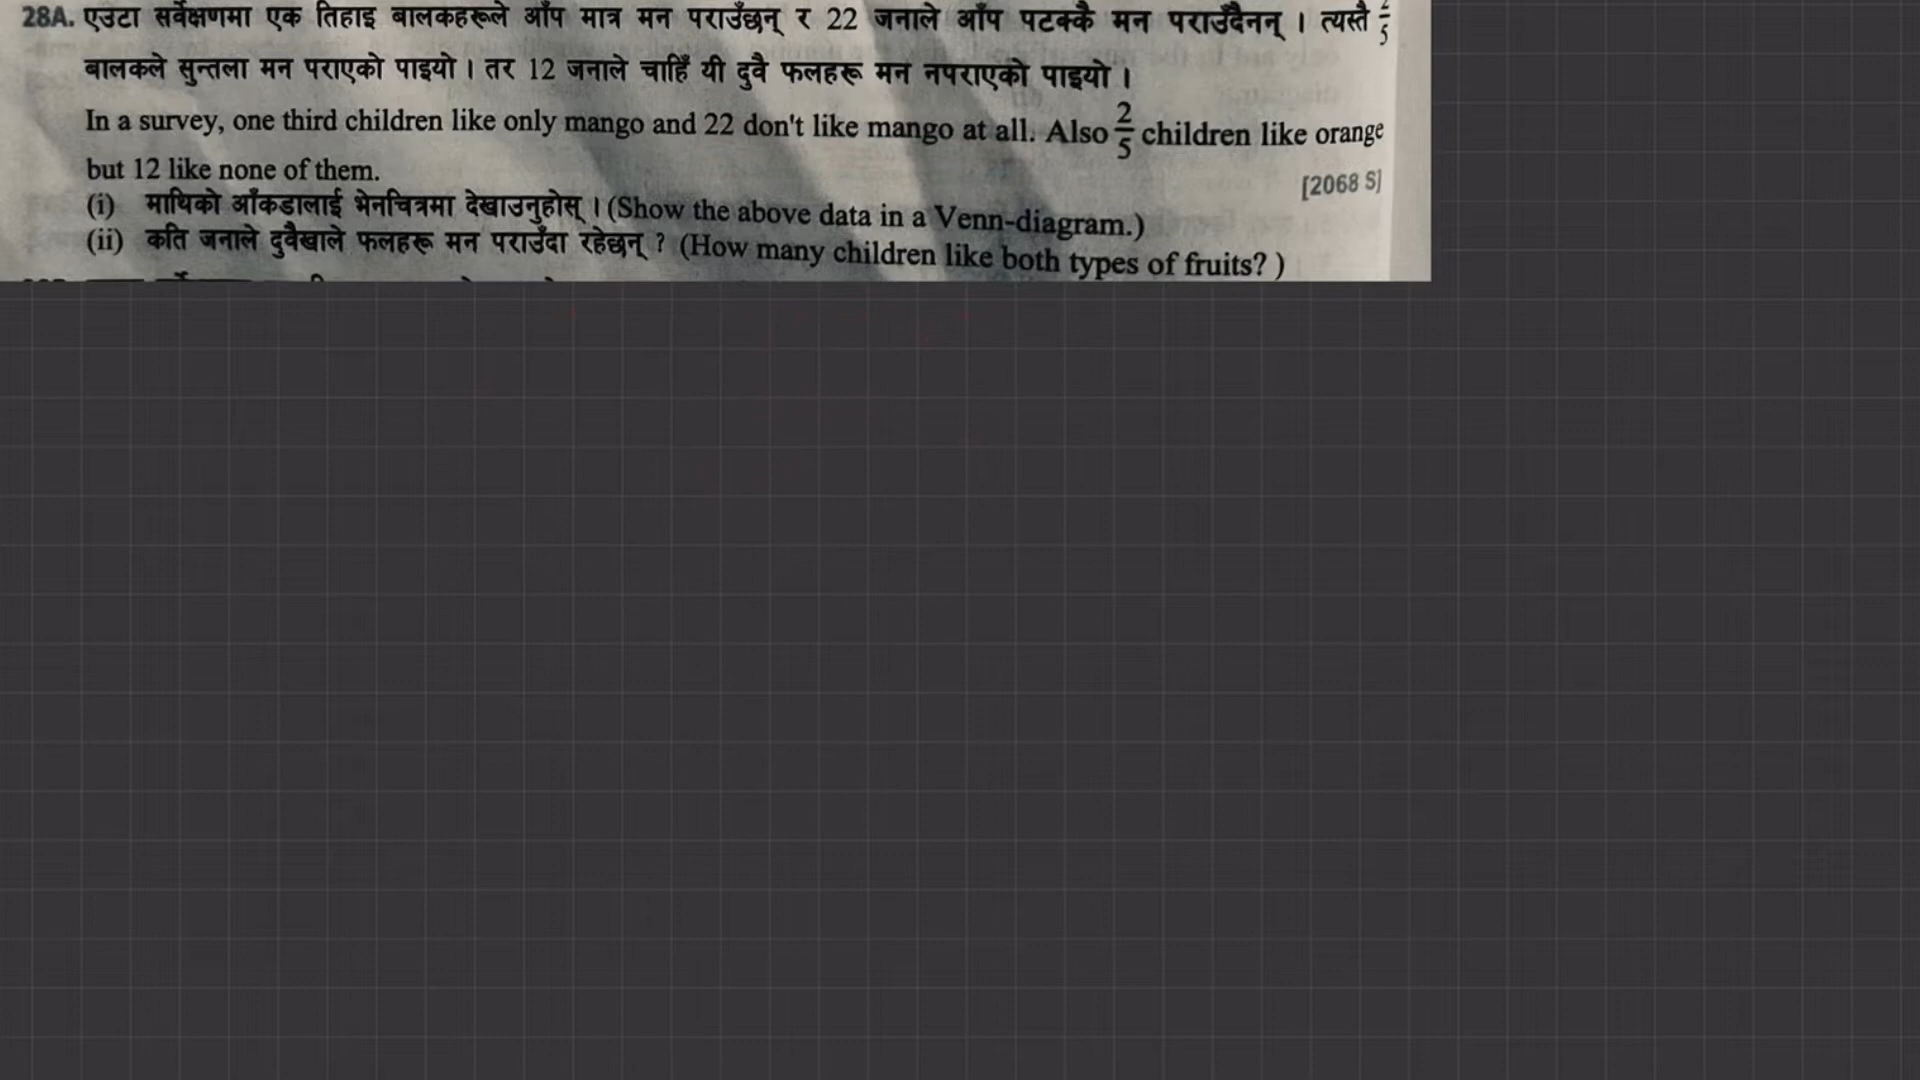 28A. एउटा सर्वेक्षणमा एक तिहाइ बालकहरूले आँप मात्र मन पराउँछन् र 22 जनाले आँप पटक्कै मन पराउँदैनन् । त्यस्तै 2/5
बालकले सुन्तला मन पराएको पाइयो । तर 12 जनाले चाहिँ यी दुवै फलहरू मन नपराएको पाइयो ।
In a survey, one third children like only mango and 22 don't like mango at all. Also 2/5 children like orange
but 12 like none of them.
[2068 S]
(i) माथिको आँकडालाई भेनचित्रमा देखाउनुहोस् । (Show the above data in a Venn-diagram.)
(ii) कति जनाले दुवैखाले फलहरू मन पराउँदा रहेछन् ? (How many children like both types of fruits? )